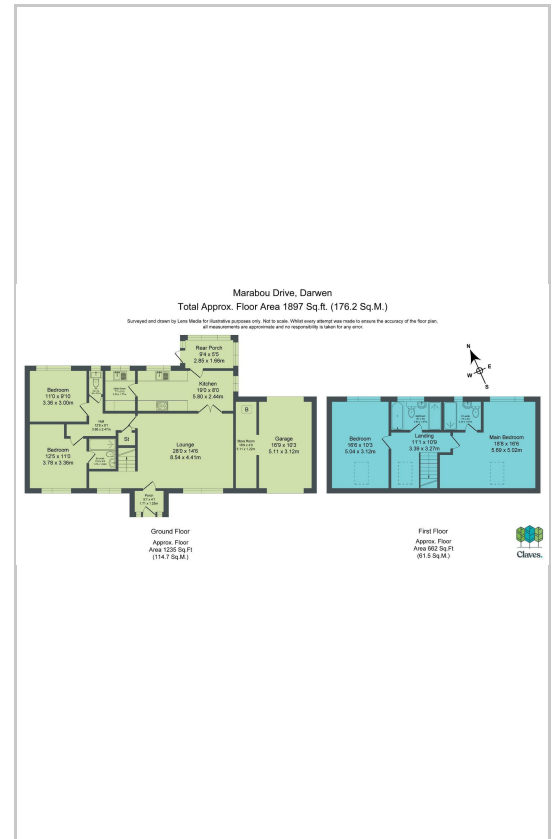 Marabou Drive, Darwen
Total Approx. Floor Area 1897 Sq.ft. (176.2 Sq.M.)
Surveyed and drawn by Lens Media for illustrative purposes only. Not to scale. Whilst every attempt was made to ensure the accuracy of the floor plan,
all measurements are approximate and no responsibility is taken for any error.
N
E
W
S
Rear Porch
9'4 x 5'5
2.85 x 1.66m
Bedroom
11'0 x 9'10
3.36 x 3.00m
Kitchen
19'0 x 8'0
5.80 x 2.44m
Hall
St
B
Bedroom
12'5 x 11'0
3.78 x 3.36m
Lounge
28'0 x 14'6
8.54 x 4.41m
Garage
16'9 x 10'3
5.11 x 3.12m
Porch
Bedroom
16'6 x 10'3
5.04 x 3.12m
Landing
11'1 x 10'9
3.39 x 3.27m
Main Bedroom
18'8 x 16'6
5.69 x 5.02m
Ground Floor
Approx. Floor
Area 1235 Sq.Ft
(114.7 Sq.M.)
First Floor
Approx. Floor
Area 662 Sq.Ft
(61.5 Sq.M.)
Claves.